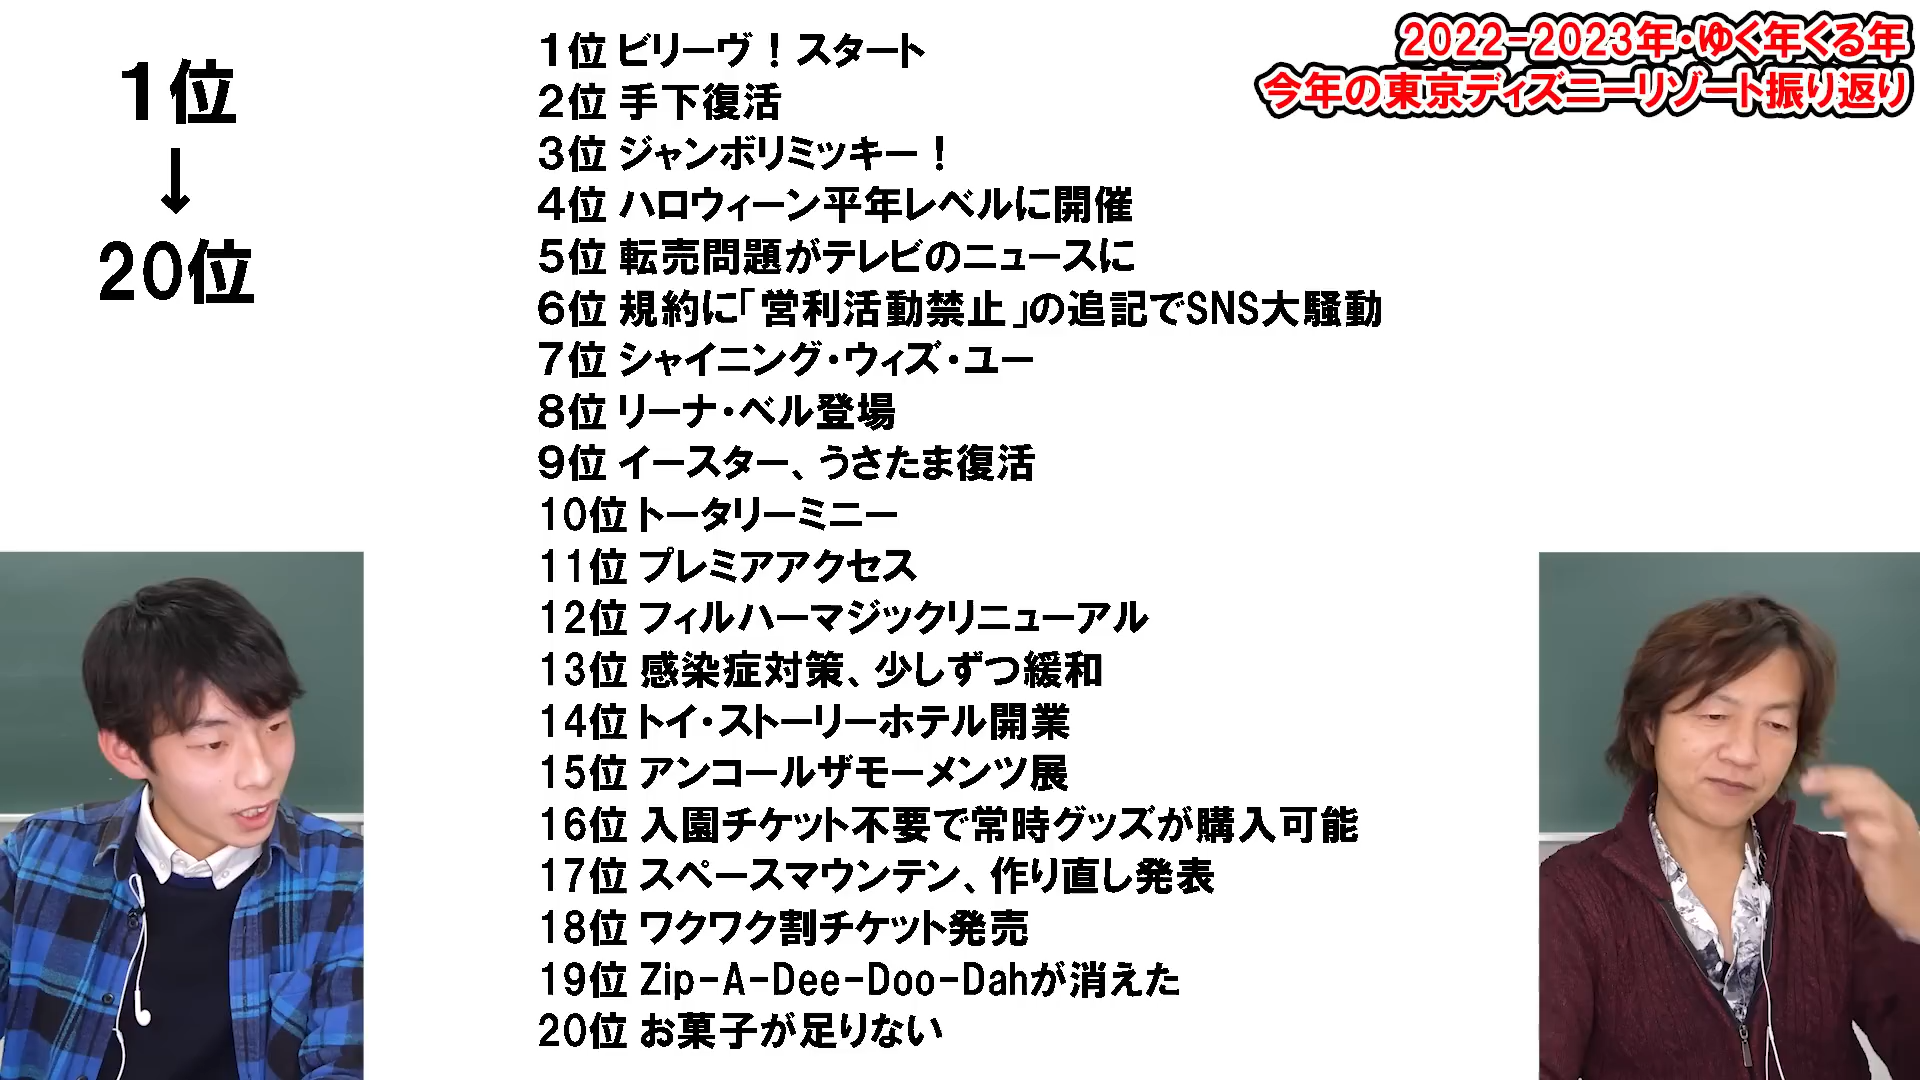 2022-2023年・ゆく年くる年
今年の東京ディズニーリゾート振り返り
1位
↓
20位
1位 ビリーヴ！スタート
2位 手下復活
3位 ジャンボリミッキー！
4位 ハロウィーン平年レベルに開催
5位 転売問題がテレビのニュースに
6位 規約に「営利活動禁止」の追記でSNS大騒動
7位 シャイニング・ウィズ・ユー
8位 リーナ・ベル登場
9位 イースター、うさたま復活
10位 トータリーミニー
11位 プレミアアクセス
12位 フィルハーマジックリニューアル
13位 感染症対策、少しずつ緩和
14位 トイ・ストーリーホテル開業
15位 アンコールザモーメンツ展
16位 入園チケット不要で常時グッズが購入可能
17位 スペースマウンテン、作り直し発表
18位 ワクワク割チケット発売
19位 Zip-A-Dee-Doo-Dahが消えた
20位 お菓子が足りない